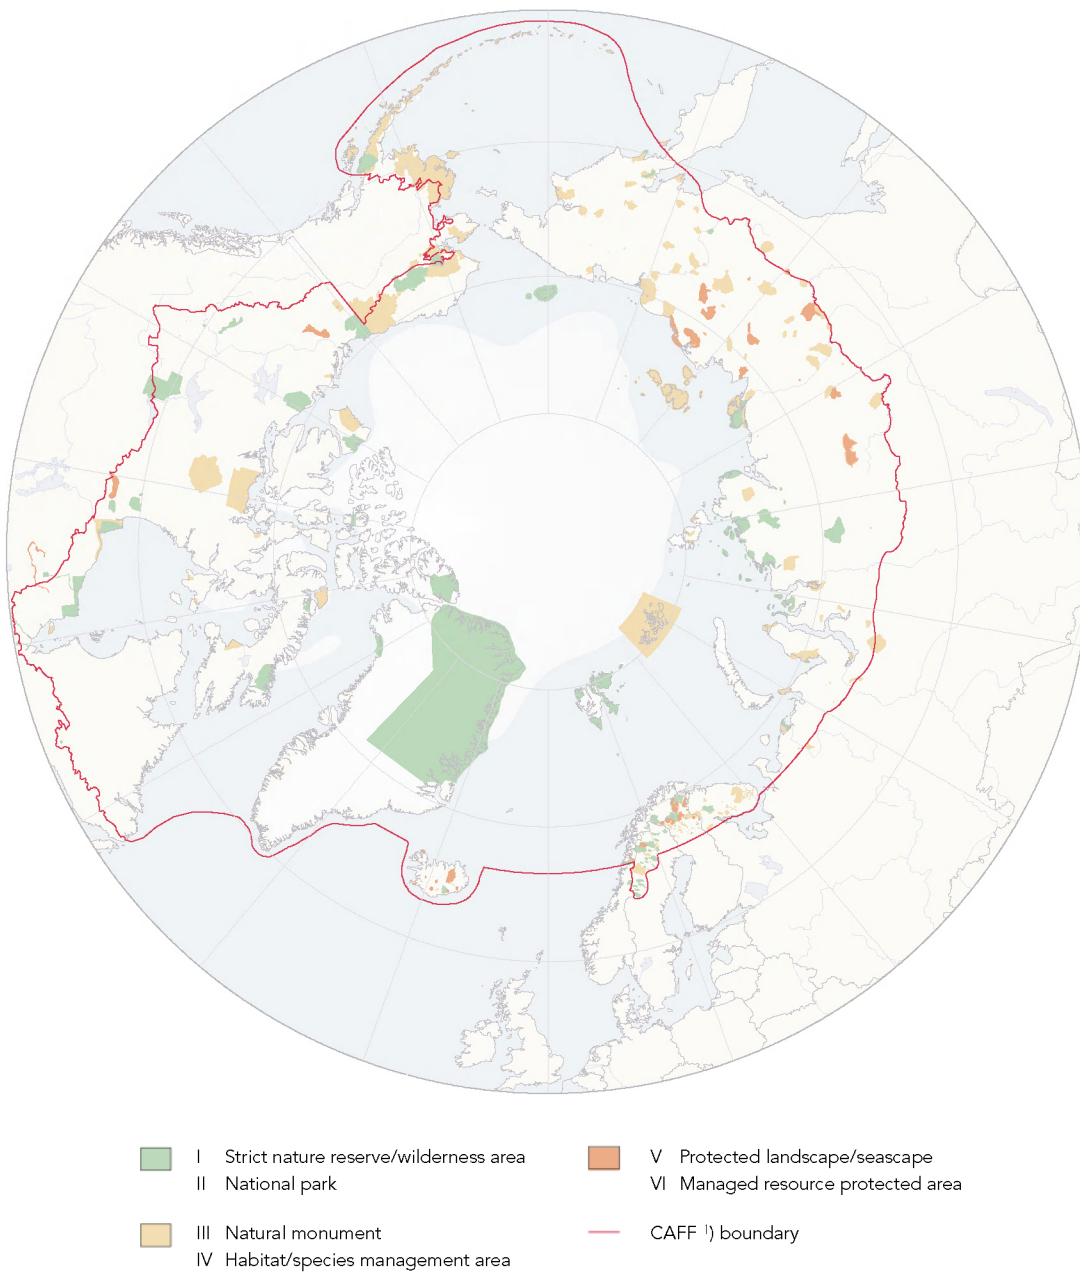 I Strict nature reserve/wilderness area
II National park
III Natural monument
IV Habitat/species management area
V Protected landscape/seascape
VI Managed resource protected area
CAFF ¹) boundary